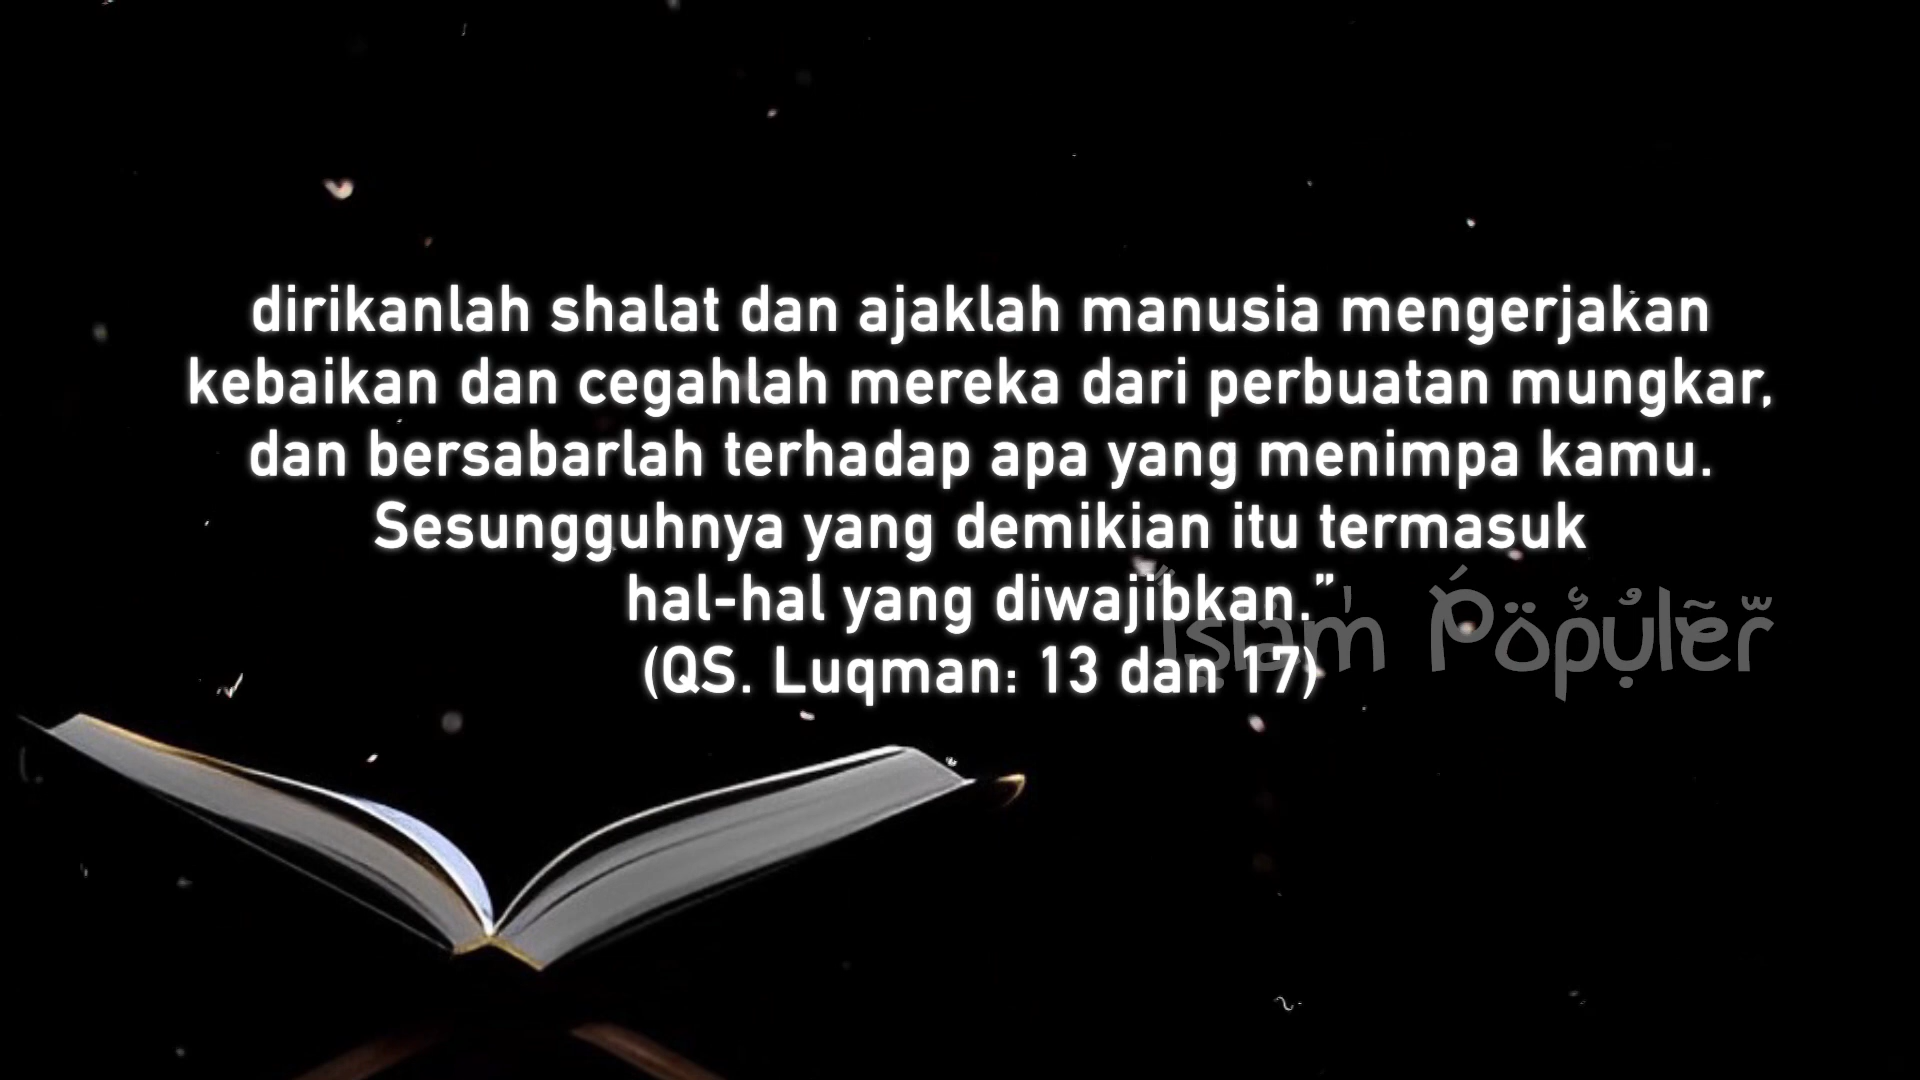 dirikanlah shalat dan ajaklah manusia mengerjakan
kebaikan dan cegahlah mereka dari perbuatan mungkar,
dan bersabarlah terhadap apa yang menimpa kamu.
Sesungguhnya yang demikian itu termasuk
hal-hal yang diwajibkan.”
(QS. Luqman: 13 dan 17)
Islam Populer